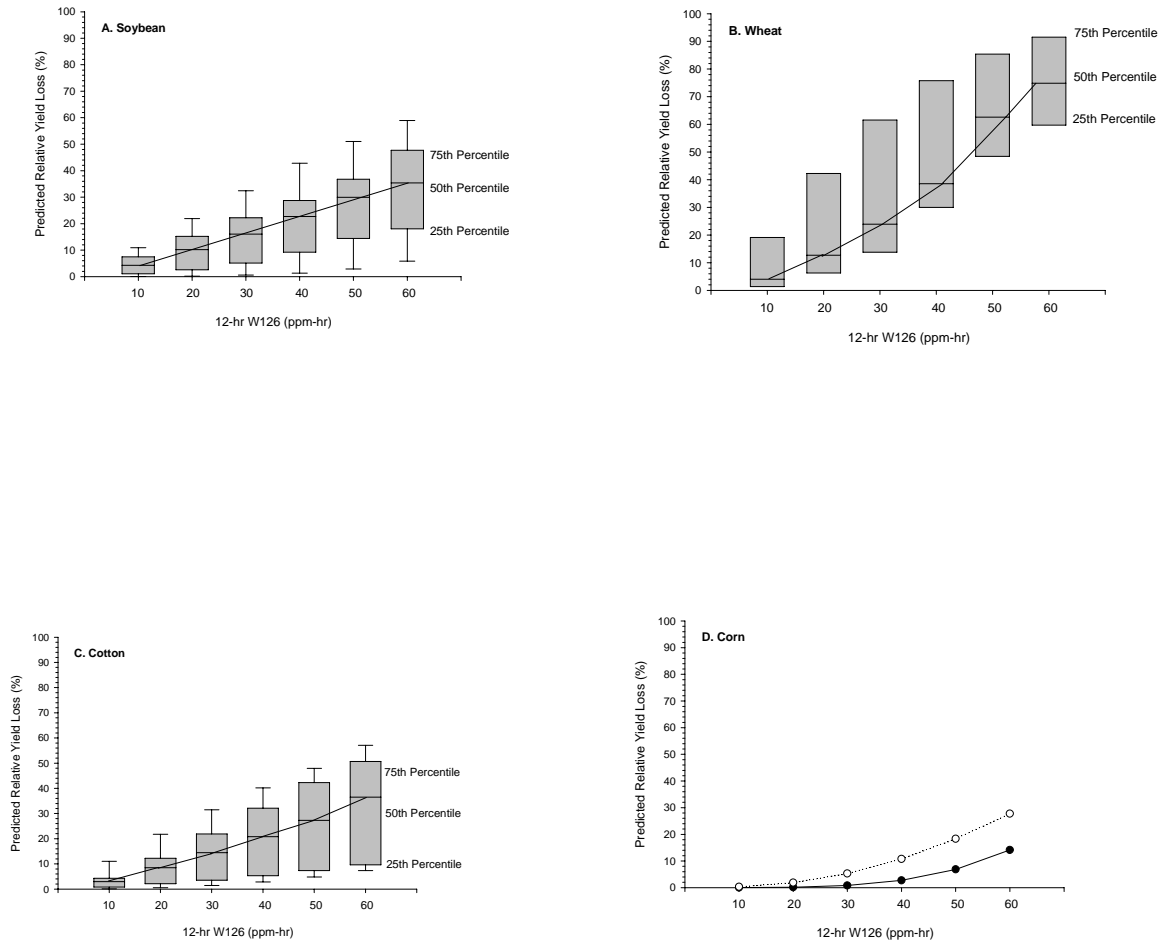 A. Soybean
Predicted Relative Yield Loss (%)
100
90
80
70
60
50
40
30
20
10
0
75th Percentile
50th Percentile
25th Percentile
10 20 30 40 50 60
12-hr W126 (ppm-hr)
B. Wheat
Predicted Relative Yield Loss (%)
100
90
80
70
60
50
40
30
20
10
0
75th Percentile
50th Percentile
25th Percentile
10 20 30 40 50 60
12-hr W126 (ppm-hr)
C. Cotton
Predicted Relative Yield Loss (%)
100
90
80
70
60
50
40
30
20
10
0
75th Percentile
50th Percentile
25th Percentile
10 20 30 40 50 60
12-hr W126 (ppm-hr)
D. Corn
Predicted Relative Yield Loss (%)
100
90
80
70
60
50
40
30
20
10
0
10 20 30 40 50 60
12-hr W126 (ppm-hr)